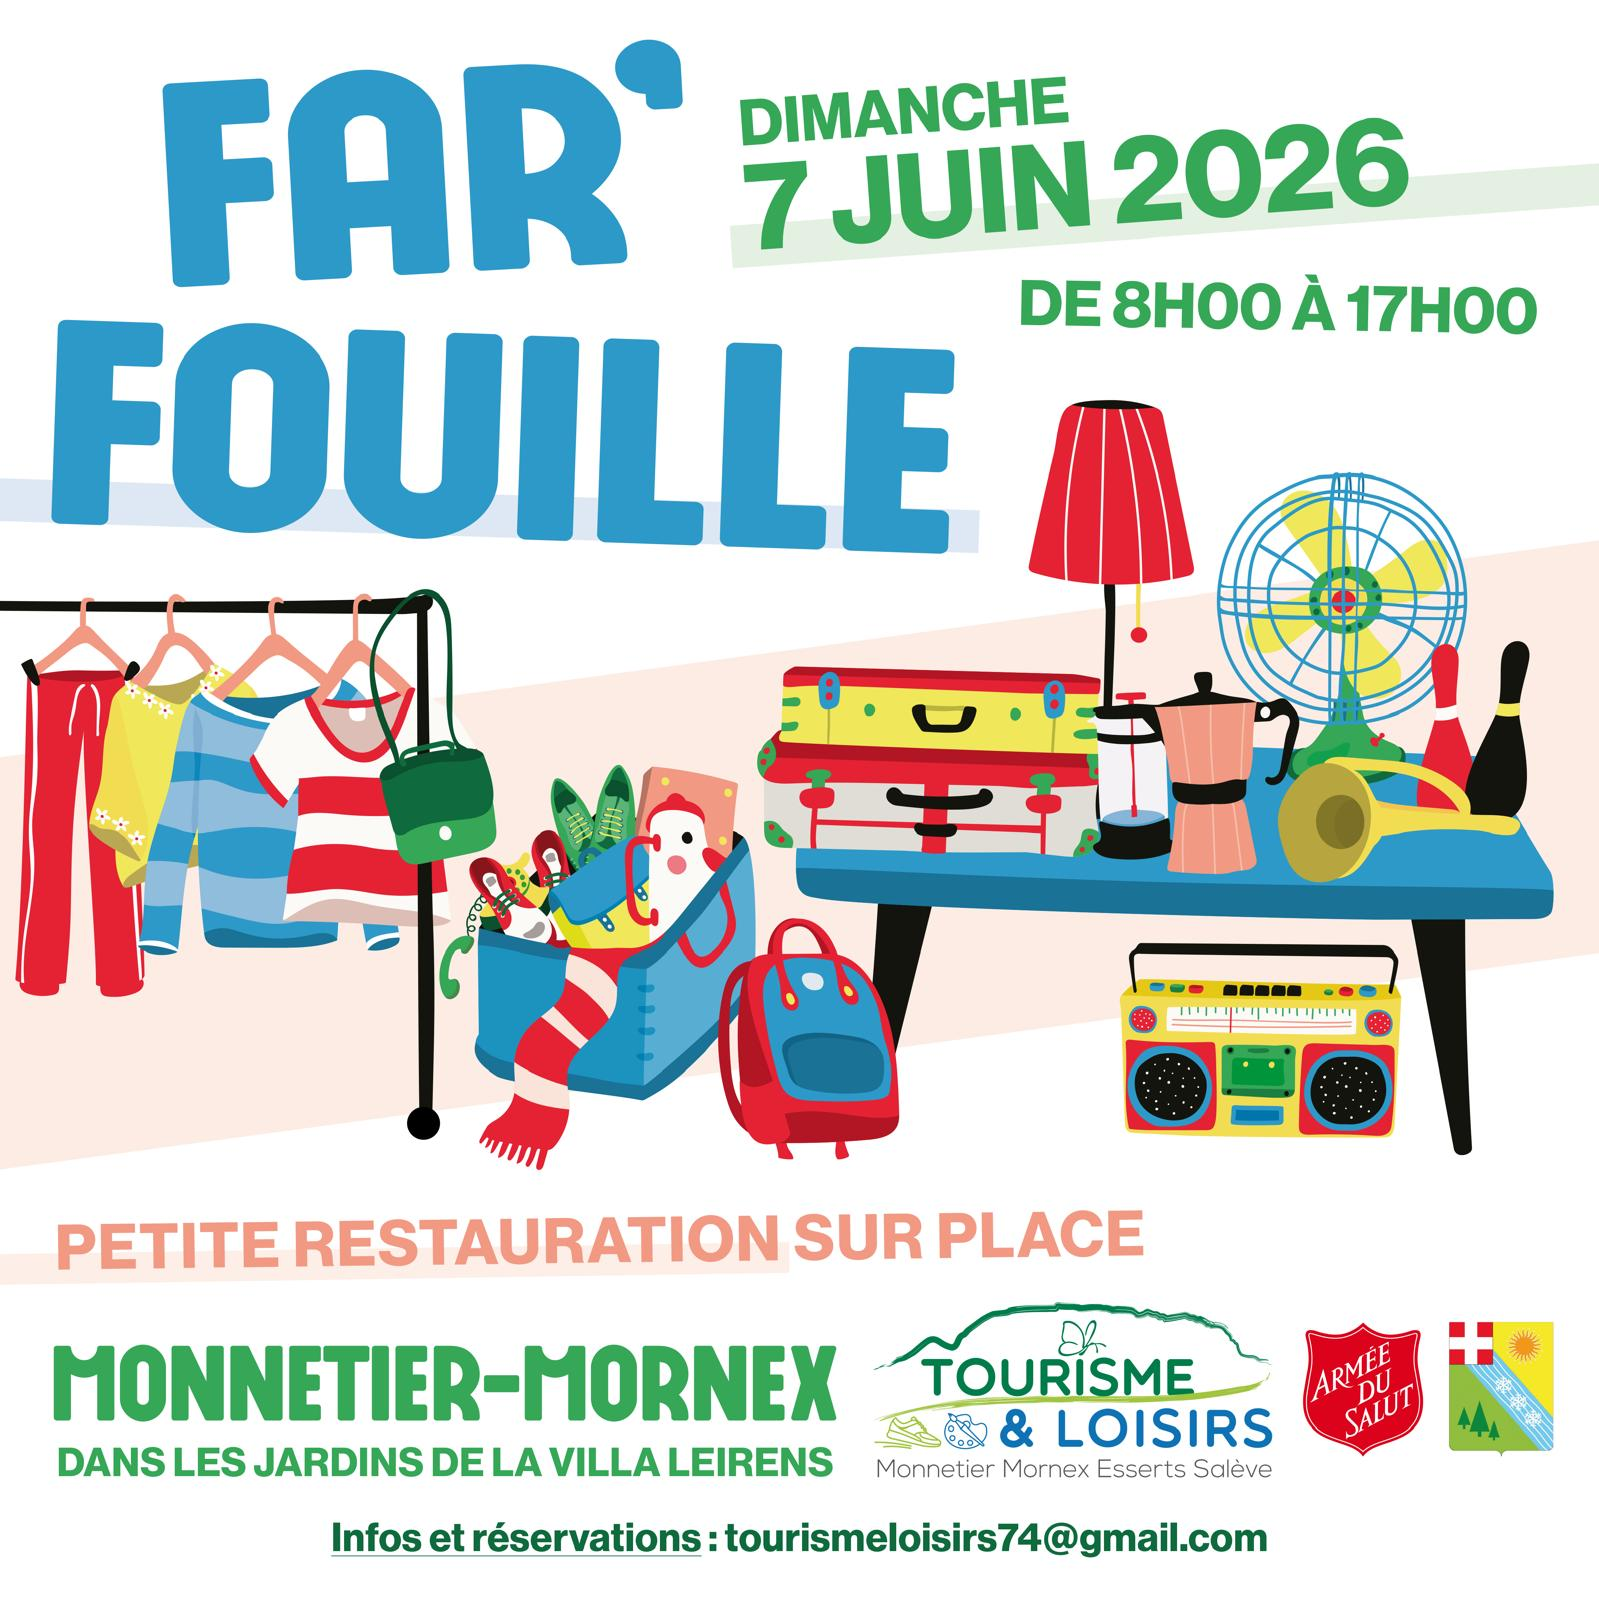 FAR'
FOUILLE
DIMANCHE
7 JUIN 2026
DE 8H00 À 17H00
PETITE RESTAURATION SUR PLACE
MONNETIER-MORNEX
DANS LES JARDINS DE LA VILLA LEIRENS
TOURISME
& LOISIRS
Monnetier Mornex Esserts Salève
ARMÉE
DU
SALUT
Infos et réservations : tourismeloisirs74@gmail.com